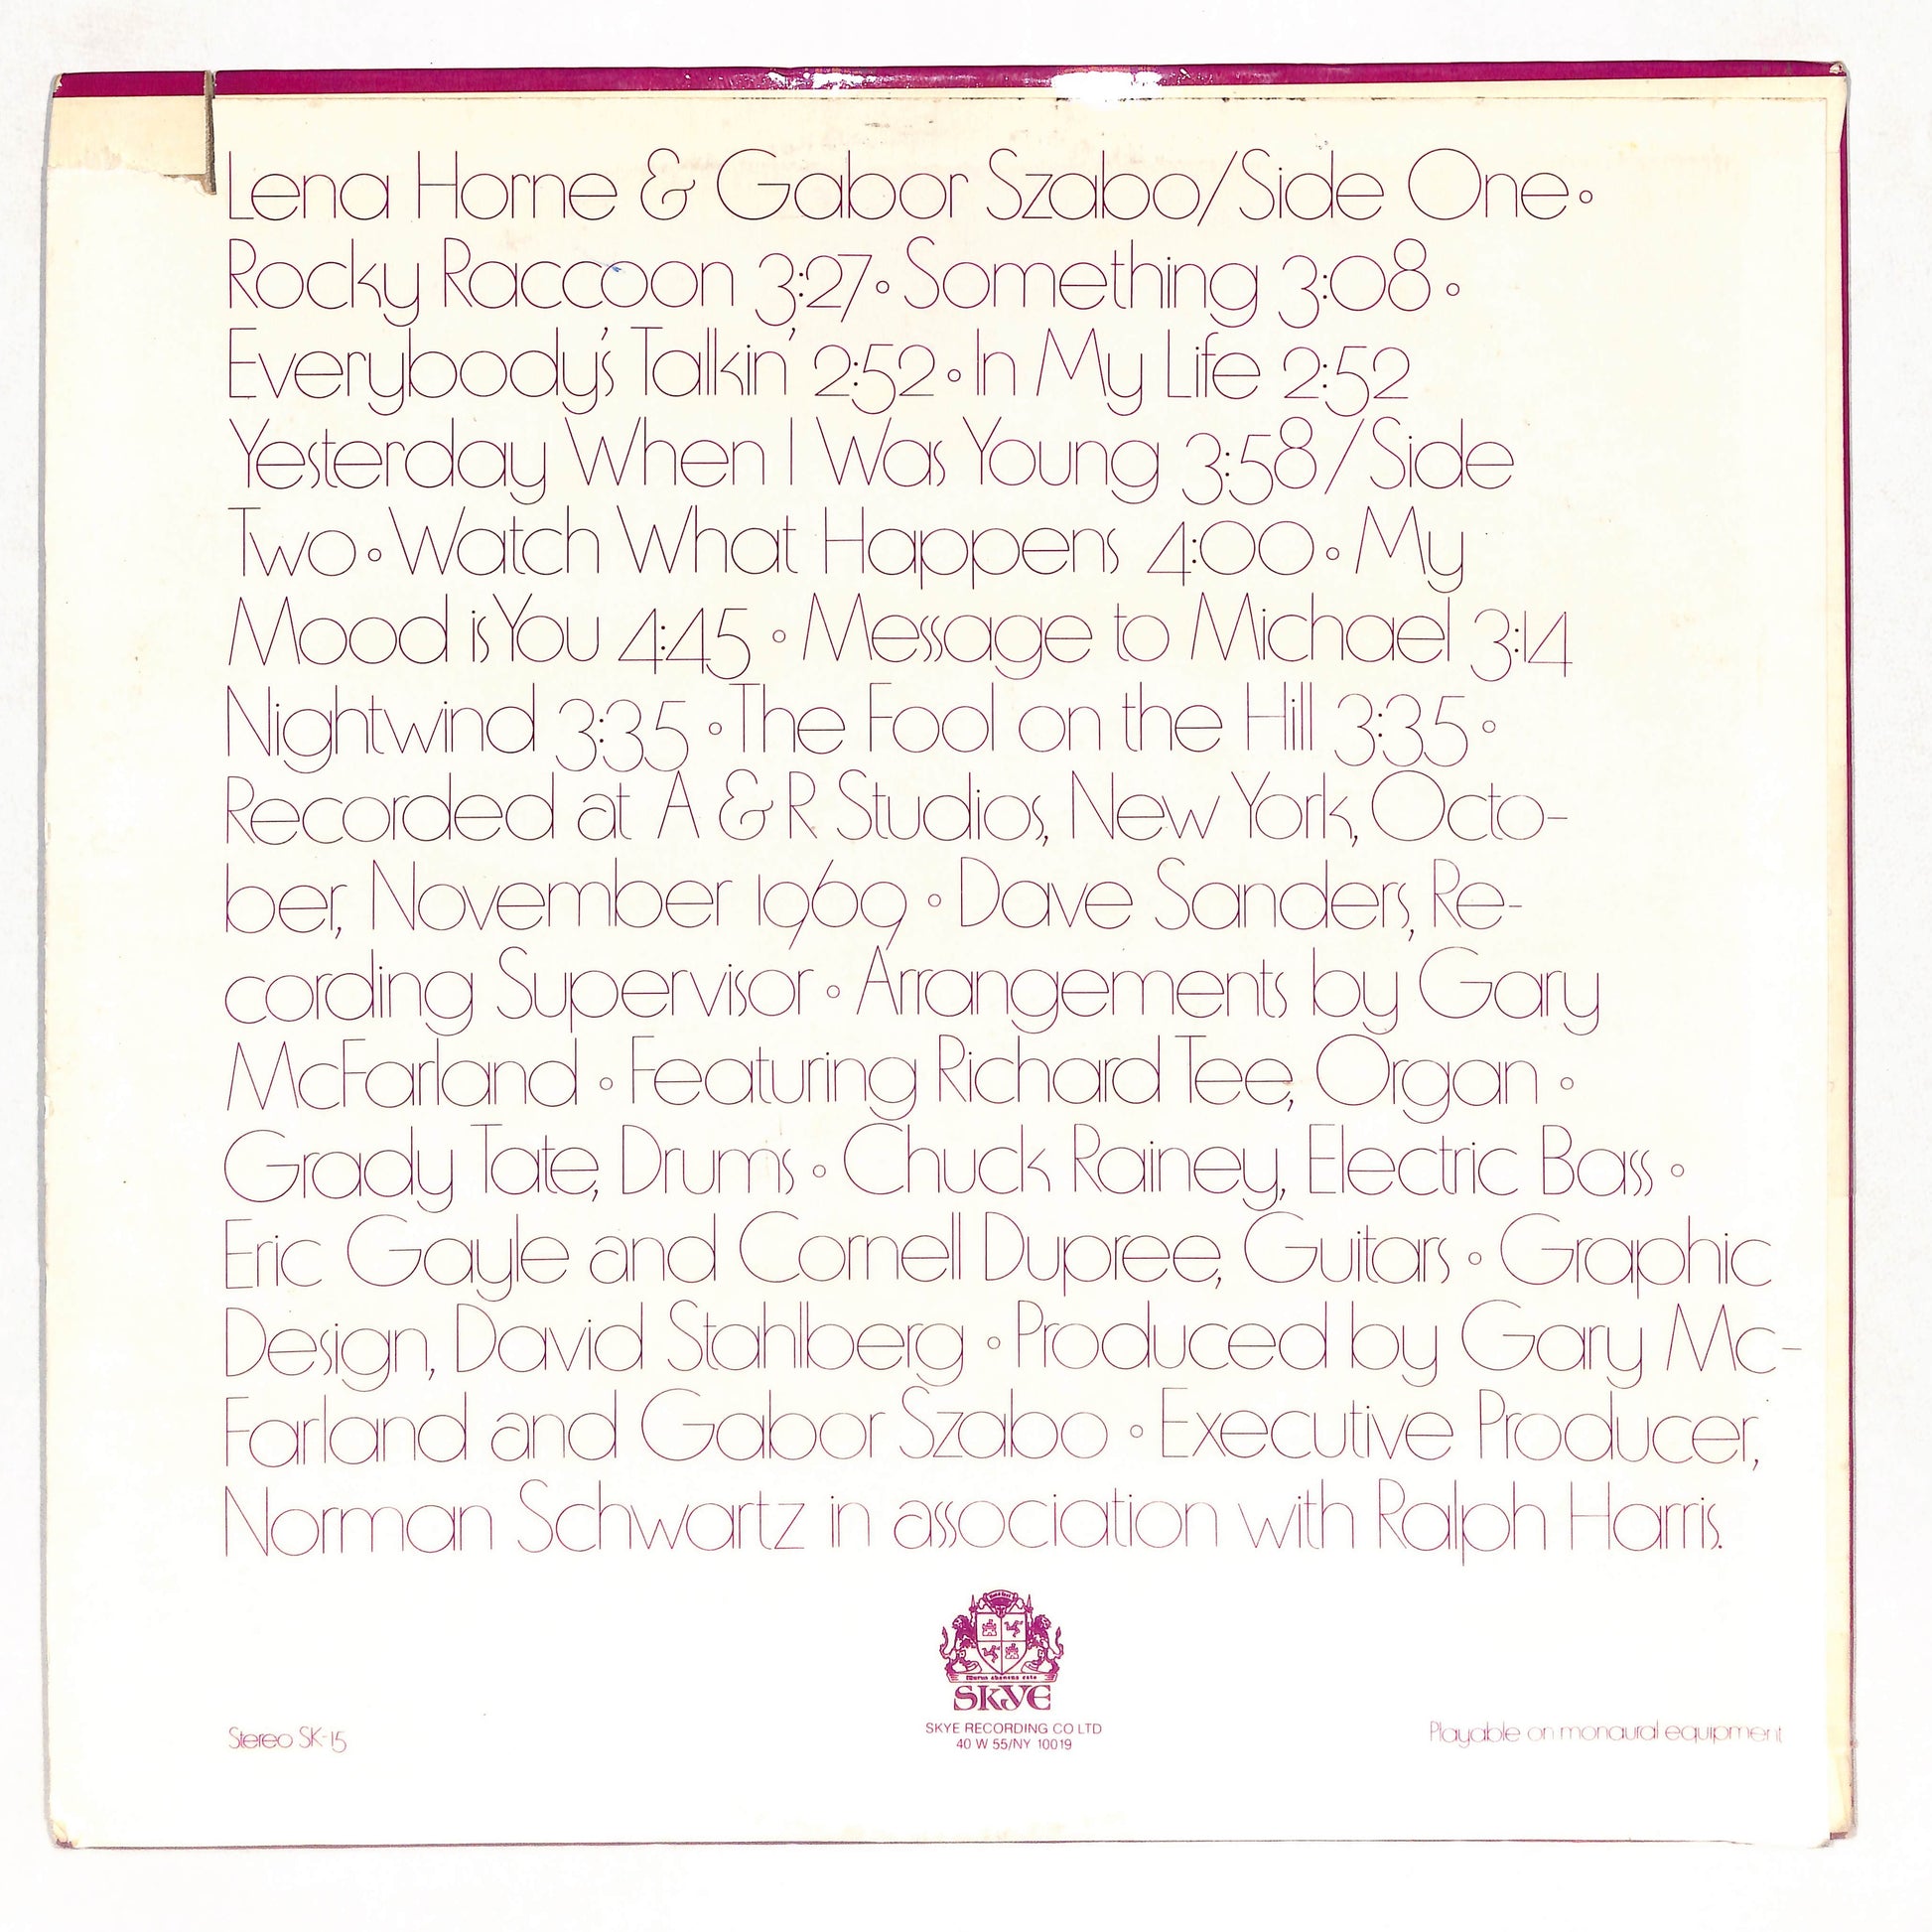 Lena Horne & Gabor Szabo/Side One◦
Rocky Raccoon 3:27◦Something 3:08◦
Everybody's Talkin' 2:52◦In My Life 2:52
Yesterday When I Was Young 3:58/Side
Two◦Watch What Happens 4:00◦My
Mood is You 4:45◦Message to Michael 3:14
Nightwind 3:35◦The Fool on the Hill 3:35◦
Recorded at A & R Studios, New York, Octo-
ber, November 1969◦Dave Sanders, Re-
cording Supervisor◦Arrangements by Gary
McFarland◦Featuring Richard Tee, Organ◦
Grady Tate, Drums◦Chuck Rainey, Electric Bass◦
Eric Gayle and Cornell Dupree, Guitars◦Graphic
Design, David Stahlberg◦Produced by Gary Mc-
Farland and Gabor Szabo◦Executive Producer,
Norman Schwartz in association with Ralph Harris.
SKYE
SKYE RECORDING CO LTD
40 W 55/NY 10019
Stereo SK-15
Playable on monaural equipment